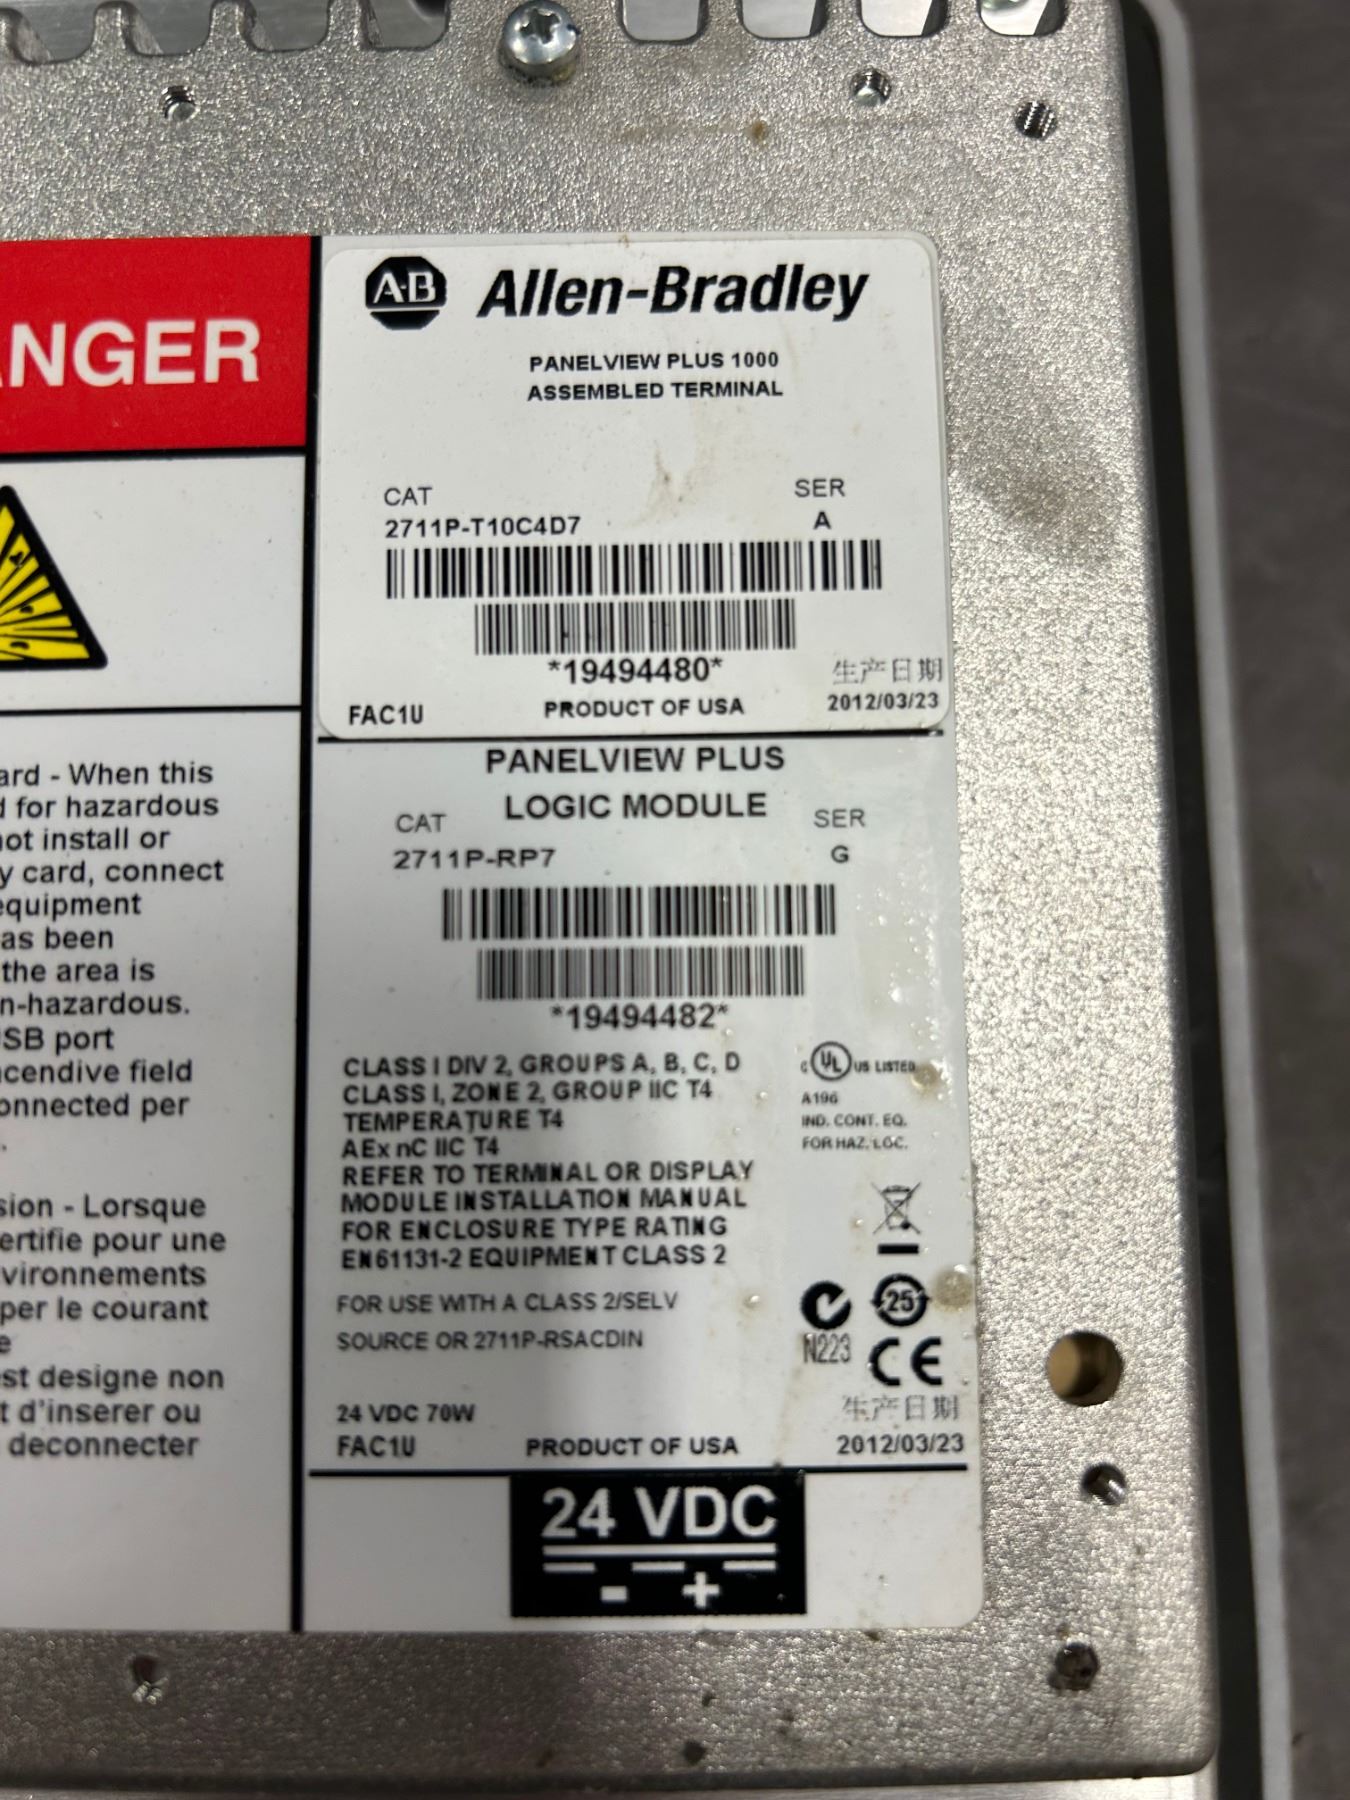 NGER
ard - When this
d for hazardous
not install or
y card, connect
equipment
as been
the area is
n-hazardous.
SB port
ncendive field
onnected per
.
sion - Lorsque
ertifie pour une
vironnements
per le courant
e
est designe non
t d'inserer ou
deconnecter
A·B Allen-Bradley
PANELVIEW PLUS 1000
ASSEMBLED TERMINAL
CAT SER
2711P-T10C4D7 A
*19494480*
生产日期
FAC1U PRODUCT OF USA 2012/03/23
PANELVIEW PLUS
LOGIC MODULE
CAT SER
2711P-RP7 G
*19494482*
CLASS I DIV 2, GROUPS A, B, C, D
CLASS I, ZONE 2, GROUP IIC T4
TEMPERATURE T4
AEx nC IIC T4
REFER TO TERMINAL OR DISPLAY
MODULE INSTALLATION MANUAL
FOR ENCLOSURE TYPE RATING
EN61131-2 EQUIPMENT CLASS 2
C UL US LISTED
A196
IND. CONT. EQ.
FOR HAZ. LOC.
FOR USE WITH A CLASS 2/SELV
SOURCE OR 2711P-RSACDIN
25
N223 CE
生产日期
24 VDC 70W
FAC1U PRODUCT OF USA 2012/03/23
24 VDC
- +